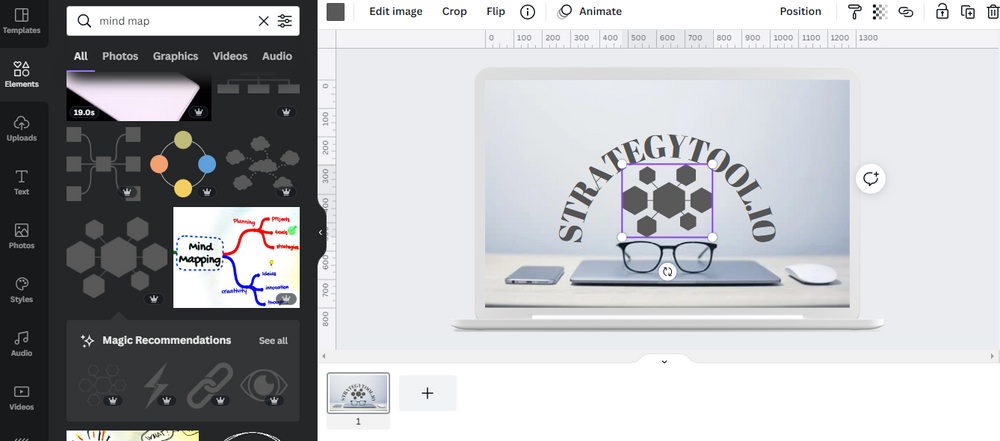 Templates
Elements
Uploads
Text
Photos
Styles
Audio
Videos
mind map
All Photos Graphics Videos Audio
19.0s
Mind
Mapping
Planning
projects
tasks
strategies
creativity
ideas
innovation
Magic Recommendations See all
Edit image Crop Flip Animate Position
0 100 200 300 400 500 600 700 800 900 1000 1100 1200 1300
0
100
200
300
400
500
600
700
800
STRATEGYTOOL.IO
STRATEGYTOOL.IO
1